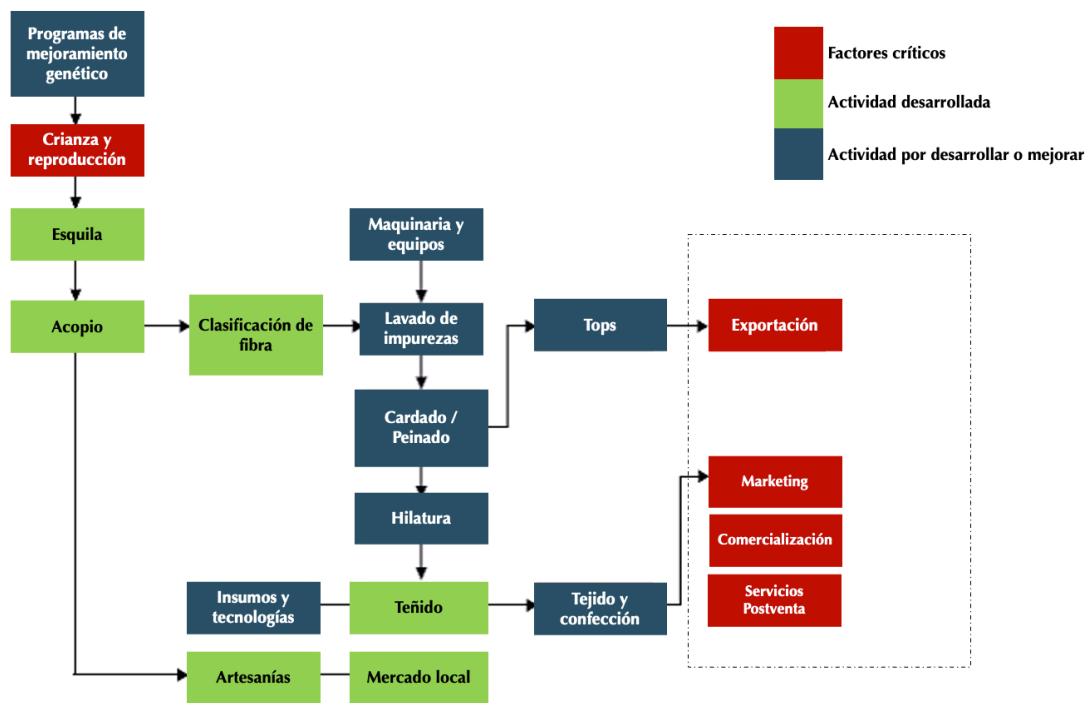 Programas de
mejoramiento
genético
Factores críticos
Actividad desarrollada
Actividad por desarrollar o mejorar
Crianza y
reproducción
Esquila
Maquinaria y
equipos
Acopio
Clasificación de
fibra
Lavado de
impurezas
Tops
Exportación
Cardado /
Peinado
Marketing
Hilatura
Comercialización
Insumos y
tecnologías
Teñido
Tejido y
confección
Servicios
Postventa
Artesanías
Mercado local